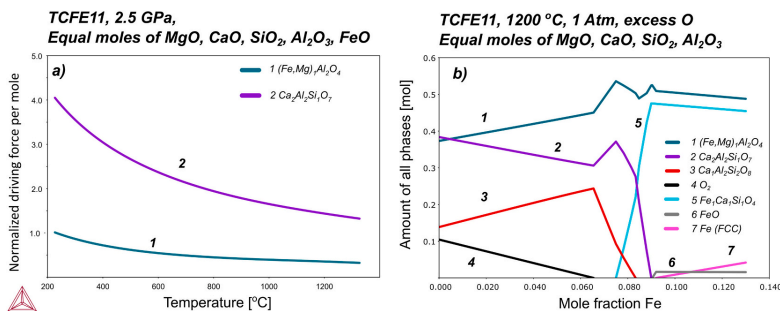 TCFE11, 2.5 GPa,
Equal moles of MgO, CaO, SiO₂, Al₂O₃, FeO
a)
1 (Fe,Mg)₁Al₂O₄
2 Ca₂Al₂Si₁O₇
Normalized driving force per mole
5.0
4.0
3.0
2.0
1.0
2
1
200 400 600 800 1000 1200
Temperature [ºC]
TCFE11, 1200 ºC, 1 Atm, excess O
Equal moles of MgO, CaO, SiO₂, Al₂O₃
b)
Amount of all phases [mol]
0.6
0.5
0.4
0.3
0.2
0.1
1
2
3
4
5
6
7
1 (Fe,Mg)₁Al₂O₄
2 Ca₂Al₂Si₁O₇
3 Ca₁Al₂Si₂O₈
4 O₂
5 Fe₁Ca₁Si₁O₄
6 FeO
7 Fe (FCC)
0.000 0.020 0.040 0.060 0.080 0.100 0.120 0.140
Mole fraction Fe